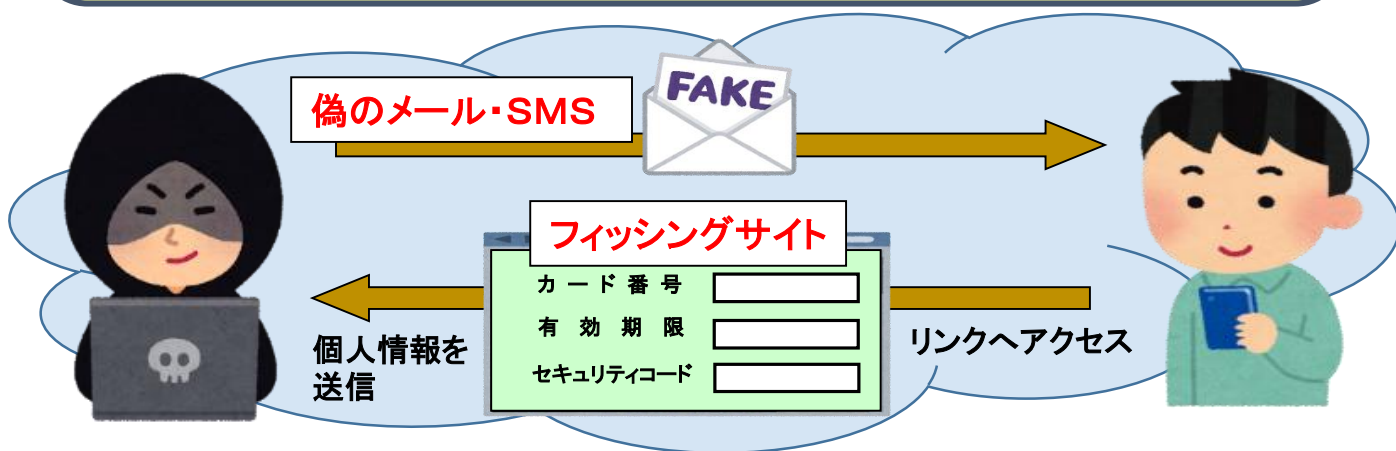 偽のメール・SMS
FAKE
フィッシングサイト
カード番号
有効期限
セキュリティコード
個人情報を
送信
リンクへアクセス